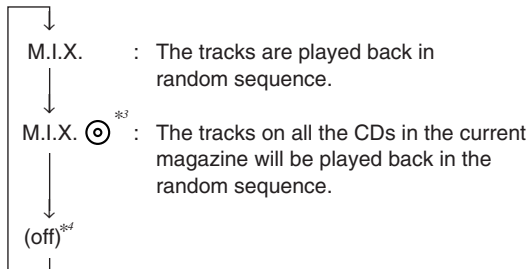 M.I.X. : The tracks are played back in
random sequence.
M.I.X. *3 : The tracks on all the CDs in the current
magazine will be played back in the
random sequence.
(off)*4